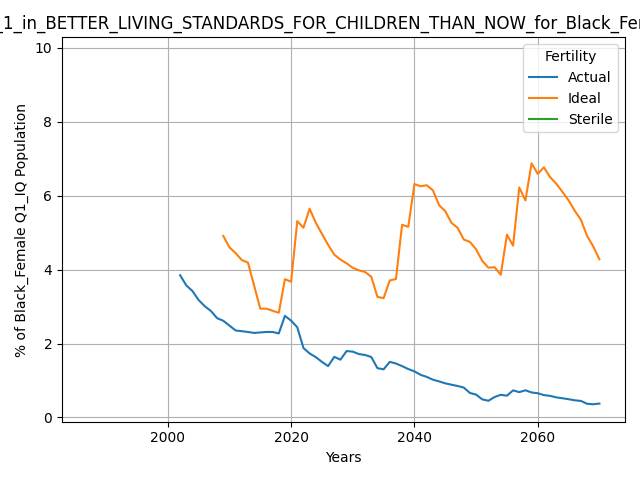 _1_in_BETTER_LIVING_STANDARDS_FOR_CHILDREN_THAN_NOW_for_Black_Fe
Fertility
Actual
Ideal
Sterile
% of Black_Female Q1_IQ Population
10
8
6
4
2
0
2000
2020
2040
2060
Years